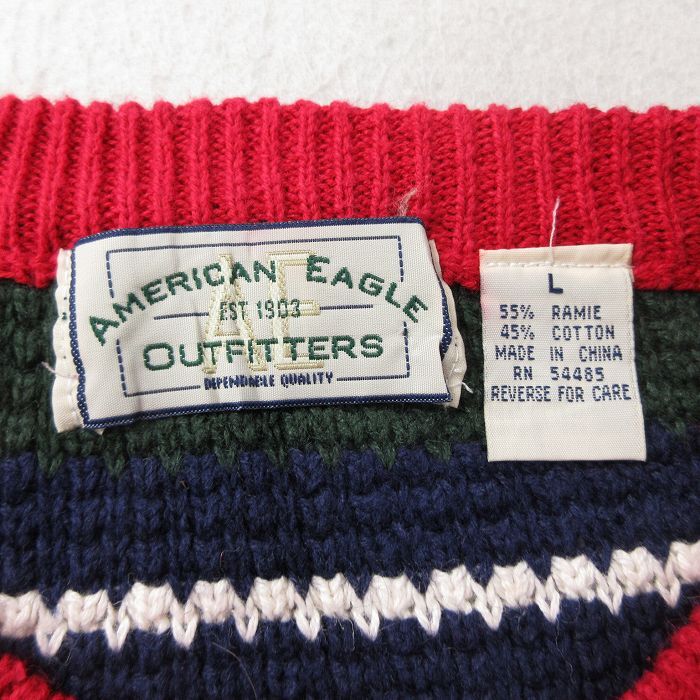 AMERICAN EAGLE
AE
EST 1903
OUTFITTERS
DEPENDABLE QUALITY
L
55% RAMIE
45% COTTON
MADE IN CHINA
RN 54485
REVERSE FOR CARE